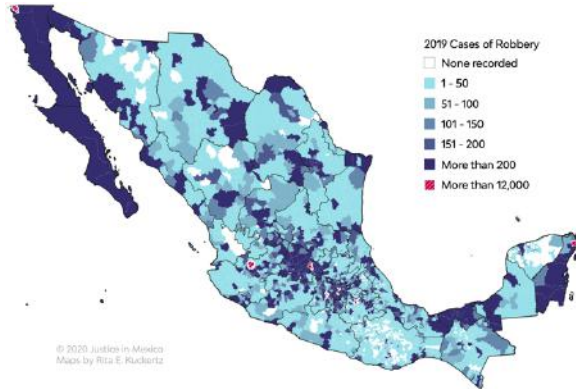 2019 Cases of Robbery
None recorded
1 - 50
51 - 100
101 - 150
151 - 200
More than 200
More than 12,000
© 2020 Justice in Mexico
Maps by Rita E. Kuckertz